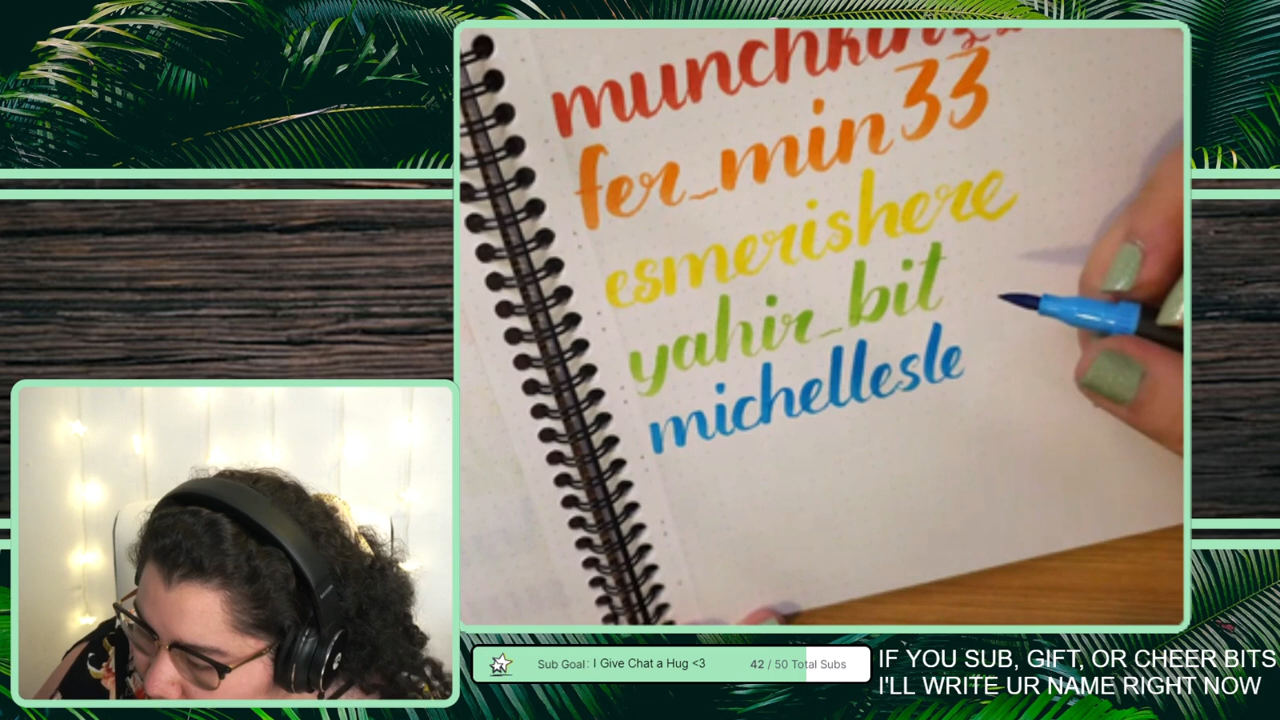 fer_min33
esmerishere
yahir_bit
michellesle
Sub Goal: I Give Chat a Hug <3 42 / 50 Total Subs
IF YOU SUB, GIFT, OR CHEER BITS
I'LL WRITE UR NAME RIGHT NOW